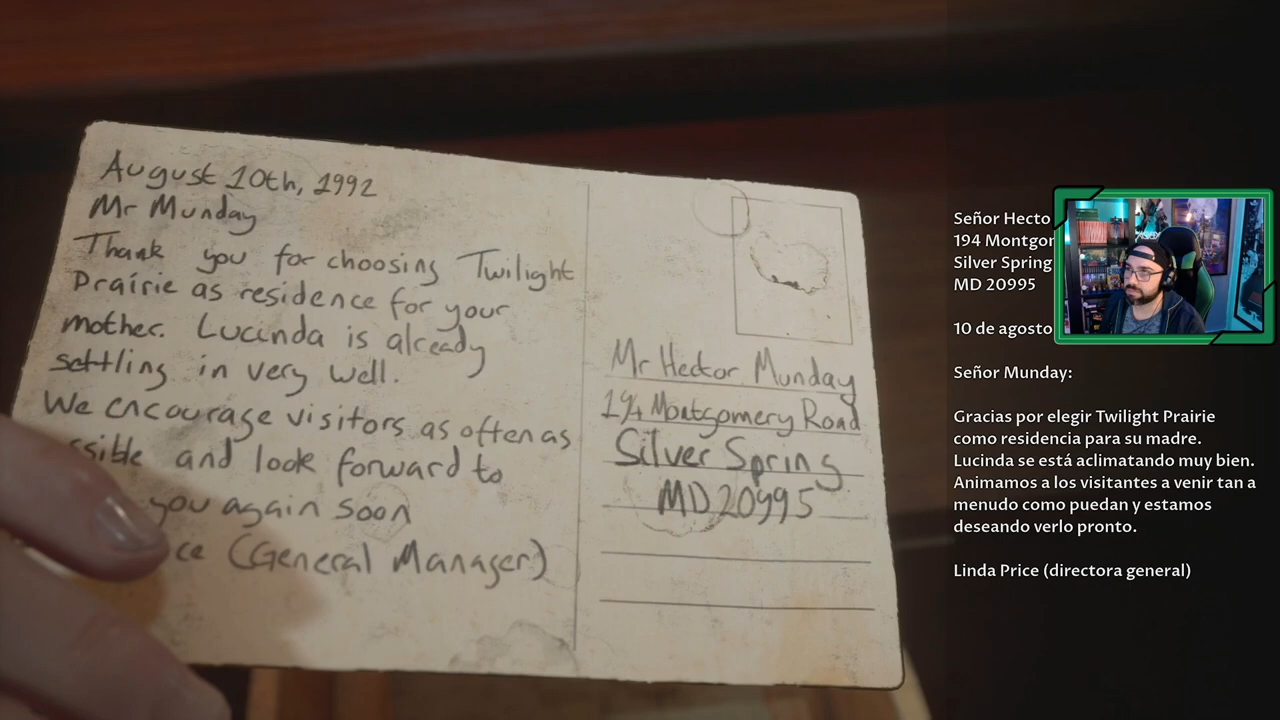 August 10th, 1992
Mr Munday
Thank you for choosing Twilight
Prairie as residence for your
mother. Lucinda is already
settling in very well.
We encourage visitors as often as
ssible and look forward to
you again soon
ce (General Manager)
Mr Hector Munday
194 Montgomery Road
Silver Spring
MD 20995
Señor Hecto
194 Montgor
Silver Spring
MD 20995
10 de agosto
Señor Munday:
Gracias por elegir Twilight Prairie
como residencia para su madre.
Lucinda se está aclimatando muy bien.
Animamos a los visitantes a venir tan a
menudo como puedan y estamos
deseando verlo pronto.
Linda Price (directora general)